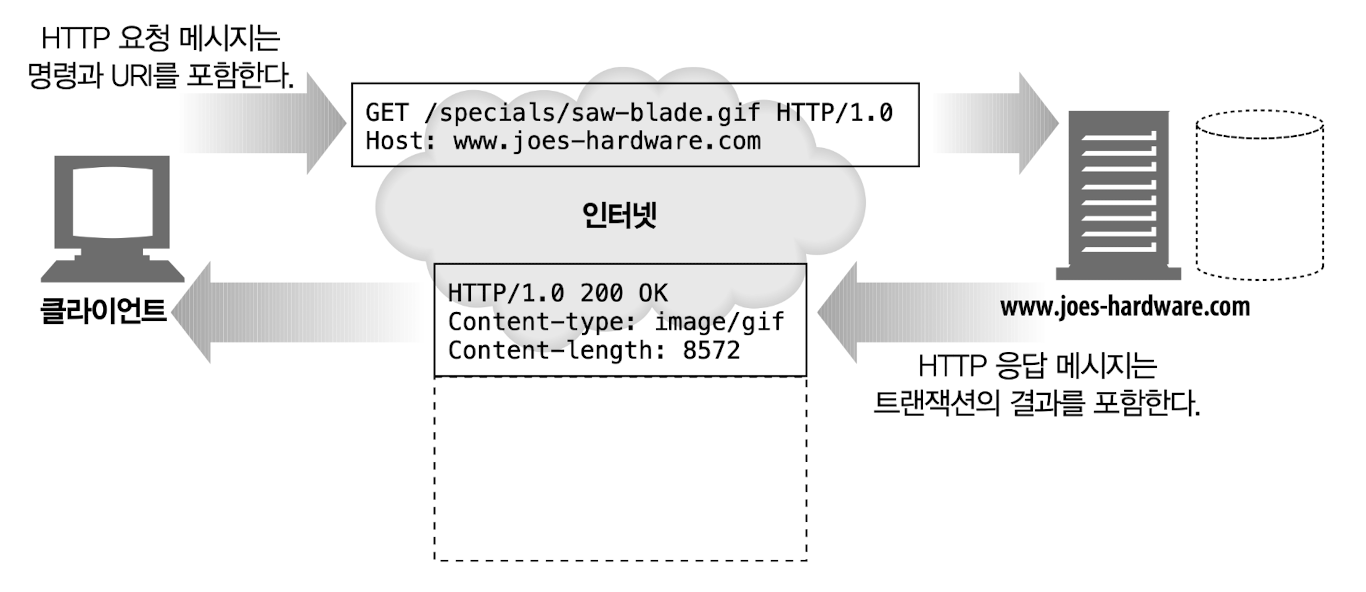 HTTP 요청 메시지는
명령과 URI를 포함한다.
GET /specials/saw-blade.gif HTTP/1.0
Host: www.joes-hardware.com
인터넷
클라이언트
www.joes-hardware.com
HTTP/1.0 200 OK
Content-type: image/gif
Content-length: 8572
HTTP 응답 메시지는
트랜잭션의 결과를 포함한다.